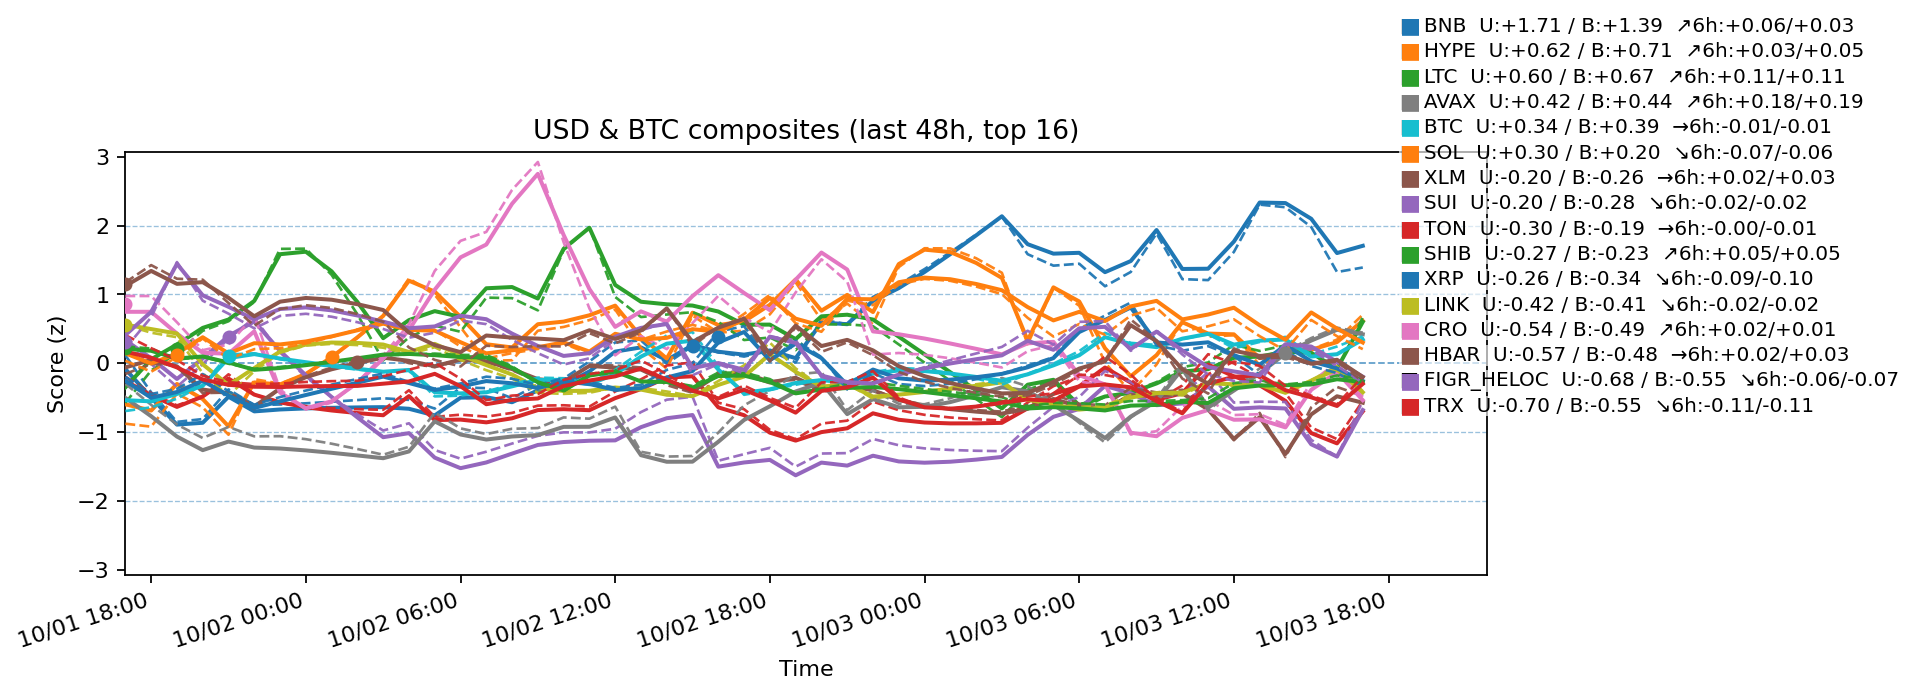 BNB  U:+1.71 / B:+1.39  ↗6h:+0.06/+0.03
HYPE  U:+0.62 / B:+0.71  ↗6h:+0.03/+0.05
LTC  U:+0.60 / B:+0.67  ↗6h:+0.11/+0.11
AVAX  U:+0.42 / B:+0.44  ↗6h:+0.18/+0.19
BTC  U:+0.34 / B:+0.39  →6h:-0.01/-0.01
SOL  U:+0.30 / B:+0.20  ↘6h:-0.07/-0.06
XLM  U:-0.20 / B:-0.26  →6h:+0.02/+0.03
SUI  U:-0.20 / B:-0.28  ↘6h:-0.02/-0.02
TON  U:-0.30 / B:-0.19  →6h:-0.00/-0.01
SHIB  U:-0.27 / B:-0.23  ↗6h:+0.05/+0.05
XRP  U:-0.26 / B:-0.34  ↘6h:-0.09/-0.10
LINK  U:-0.42 / B:-0.41  ↘6h:-0.02/-0.02
CRO  U:-0.54 / B:-0.49  ↗6h:+0.02/+0.01
HBAR  U:-0.57 / B:-0.48  →6h:+0.02/+0.03
FIGR_HELOC  U:-0.68 / B:-0.55  ↘6h:-0.06/-0.07
TRX  U:-0.70 / B:-0.55  ↘6h:-0.11/-0.11
USD & BTC composites (last 48h, top 16)
Score (z)
3
2
1
0
−1
−2
−3
10/01 18:00
10/02 00:00
10/02 06:00
10/02 12:00
10/02 18:00
10/03 00:00
10/03 06:00
10/03 12:00
10/03 18:00
Time